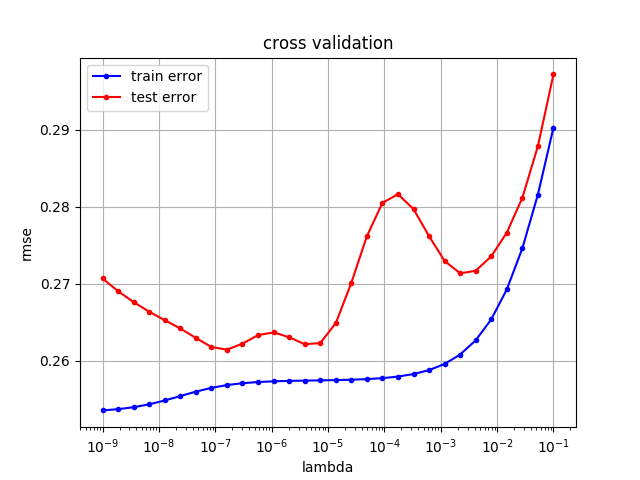 cross validation
train error
test error
rmse
0.29
0.28
0.27
0.26
10⁻⁹ 10⁻⁸ 10⁻⁷ 10⁻⁶ 10⁻⁵ 10⁻⁴ 10⁻³ 10⁻² 10⁻¹
lambda